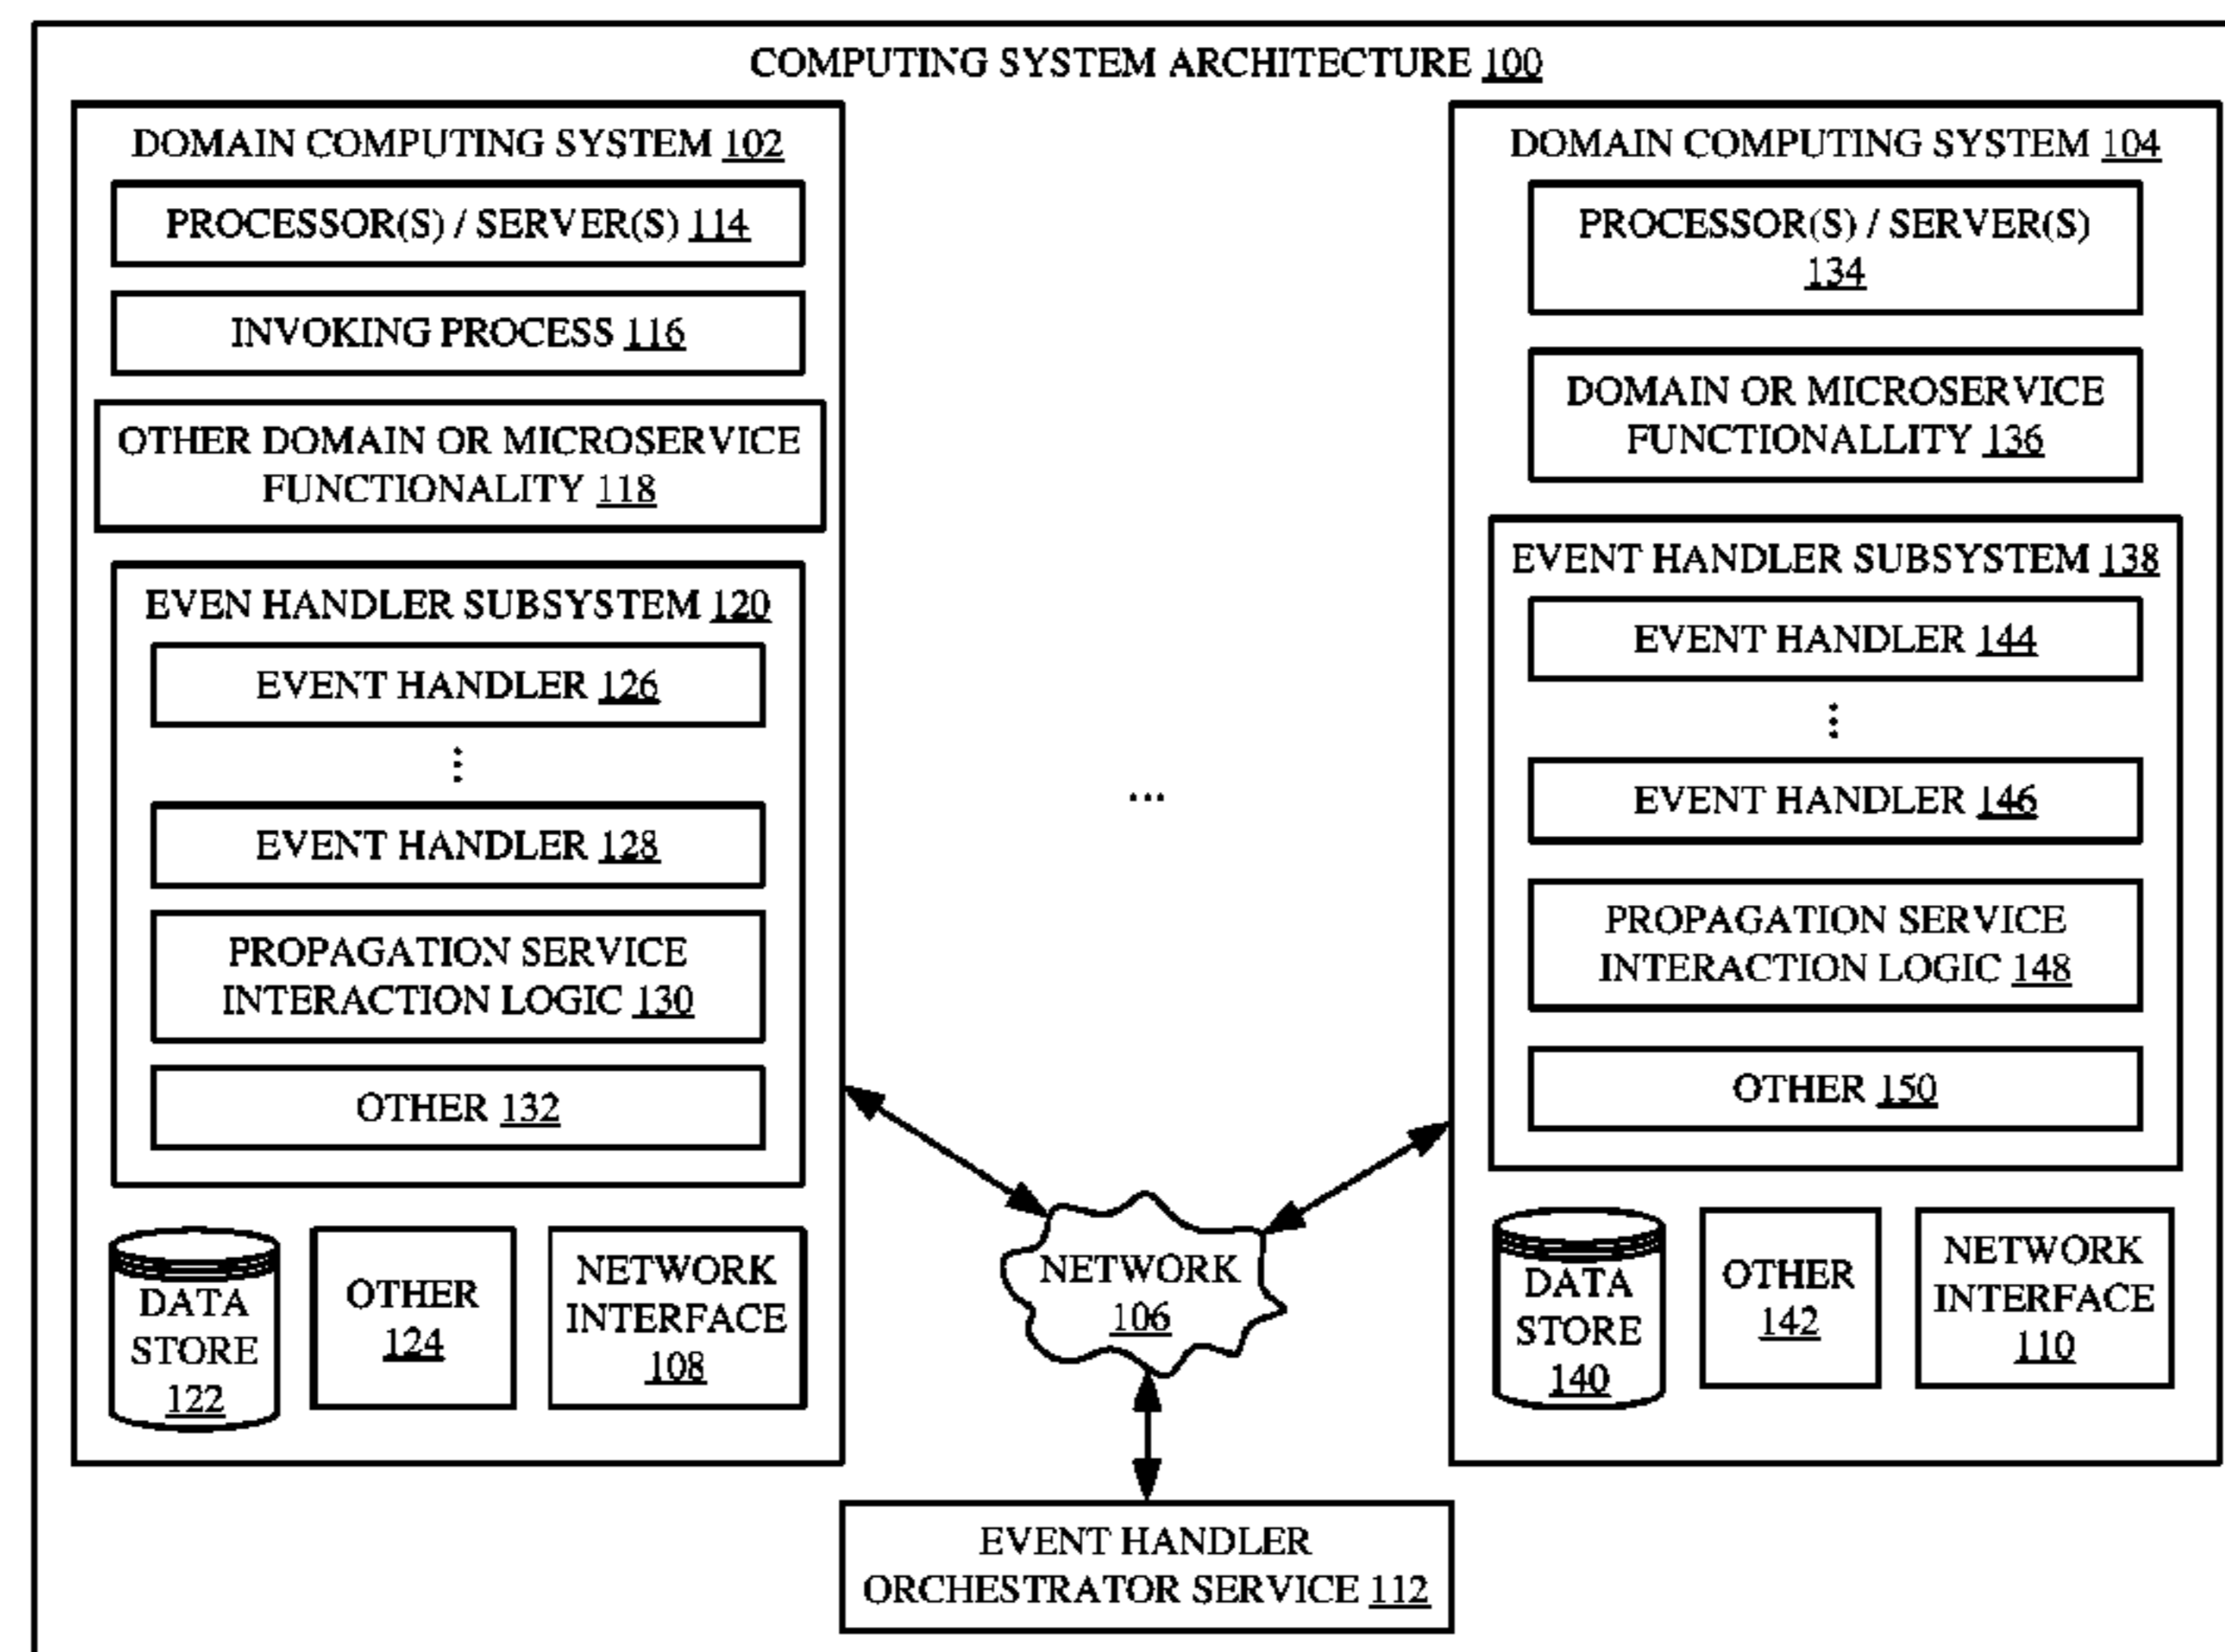 COMPUTING SYSTEM ARCHITECTURE 100
DOMAIN COMPUTING SYSTEM 102
PROCESSOR(S) / SERVER(S) 114
INVOKING PROCESS 116
OTHER DOMAIN OR MICROSERVICE
FUNCTIONALITY 118
EVEN HANDLER SUBSYSTEM 120
EVENT HANDLER 126
...
EVENT HANDLER 128
PROPAGATION SERVICE
INTERACTION LOGIC 130
OTHER 132
DATA
STORE
122
OTHER
124
NETWORK
INTERFACE
108
...
NETWORK
106
EVENT HANDLER
ORCHESTRATOR SERVICE 112
DOMAIN COMPUTING SYSTEM 104
PROCESSOR(S) / SERVER(S)
134
DOMAIN OR MICROSERVICE
FUNCTIONALLITY 136
EVENT HANDLER SUBSYSTEM 138
EVENT HANDLER 144
...
EVENT HANDLER 146
PROPAGATION SERVICE
INTERACTION LOGIC 148
OTHER 150
DATA
STORE
140
OTHER
142
NETWORK
INTERFACE
110